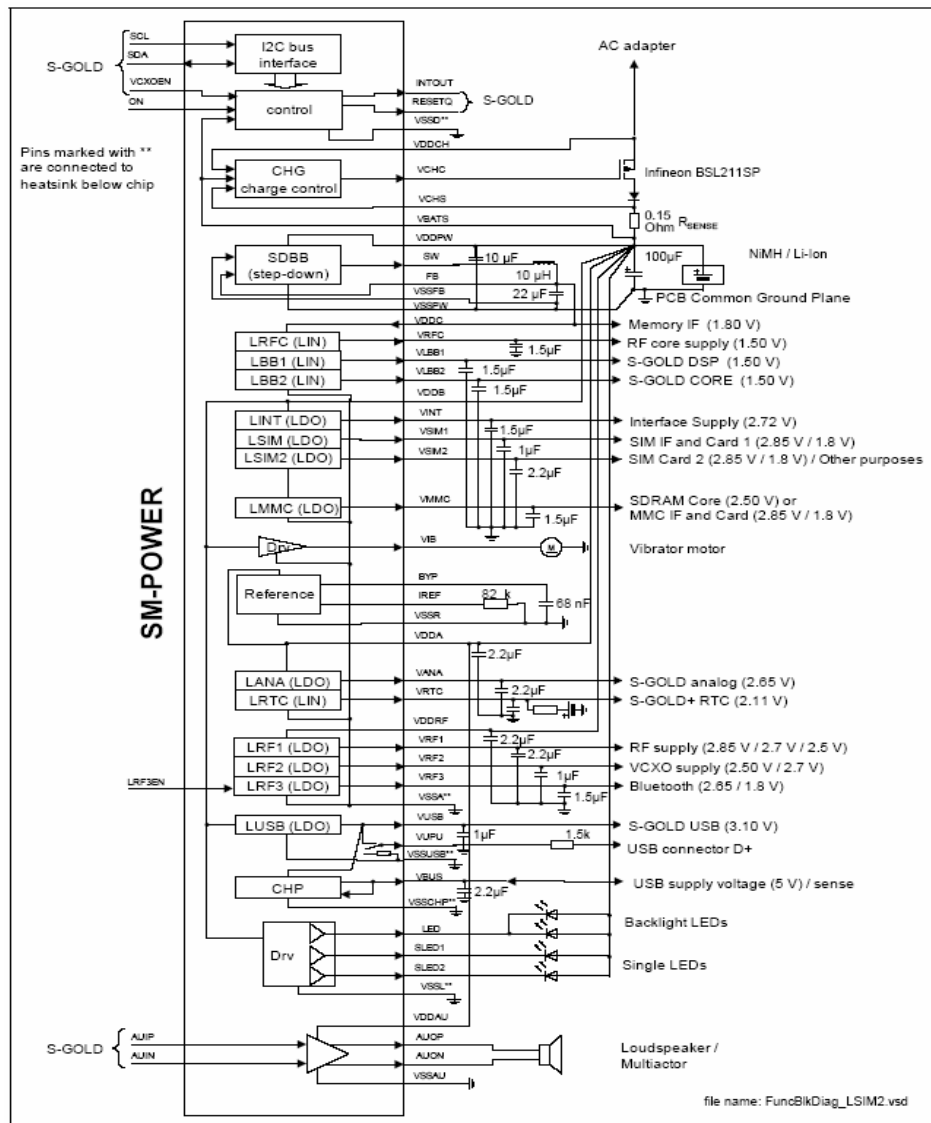 SCL
SDA
S-GOLD
VCXOEN
ON
I2C bus
interface
control
INTOUT
RESETQ
S-GOLD
VSSD**
AC adapter
Pins marked with **
are connected to
heatsink below chip
VDDCH
CHG
charge control
VCHC
Infineon BSL211SP
VCHS
VBATS
0.15
Ohm RSENSE
VDDPW
SDBB
(step-down)
SW
10 µF
FB
10 µH
VSSFB
22 µF
VSSPW
100µF
NiMH / Li-Ion
PCB Common Ground Plane
VDDC
Memory IF (1.80 V)
LRFC (LIN)
VRFC
1.5µF
RF core supply (1.50 V)
LBB1 (LIN)
VLBB1
S-GOLD DSP (1.50 V)
LBB2 (LIN)
VLBB2
1.5µF
S-GOLD CORE (1.50 V)
1.5µF
VDDB
LINT (LDO)
VINT
1.5µF
Interface Supply (2.72 V)
LSIM (LDO)
VSIM1
1µF
SIM IF and Card 1 (2.85 V / 1.8 V)
LSIM2 (LDO)
VSIM2
2.2µF
SIM Card 2 (2.85 V / 1.8 V) / Other purposes
LMMC (LDO)
VMMC
1.5µF
SDRAM Core (2.50 V) or
MMC IF and Card (2.85 V / 1.8 V)
SM-POWER
Drv
VIB
M
Vibrator motor
Reference
BYP
IREF
82 k
68 nF
VSSR
VDDA
2.2µF
LANA (LDO)
VANA
S-GOLD analog (2.65 V)
2.2µF
LRTC (LIN)
VRTC
S-GOLD+ RTC (2.11 V)
VDDRF
2.2µF
LRF1 (LDO)
VRF1
RF supply (2.85 V / 2.7 V / 2.5 V)
2.2µF
LRF2 (LDO)
VRF2
VCXO supply (2.50 V / 2.7 V)
1µF
LRF3EN
LRF3 (LDO)
VRF3
Bluetooth (2.65 / 1.8 V)
1.5µF
VSSA**
LUSB (LDO)
VUSB
S-GOLD USB (3.10 V)
1µF
VUPU
1.5k
USB connector D+
VSSUSB**
CHP
VBUS
2.2µF
USB supply voltage (5 V) / sense
VSSCHP**
Backlight LEDs
Drv
LED
SLED1
Single LEDs
SLED2
VSSL**
VDDAU
S-GOLD
AUIP
AUIN
AUOP
AUON
Loudspeaker /
Multiactor
VSSAU
file name: FuncBlkDiag_LSIM2.vsd